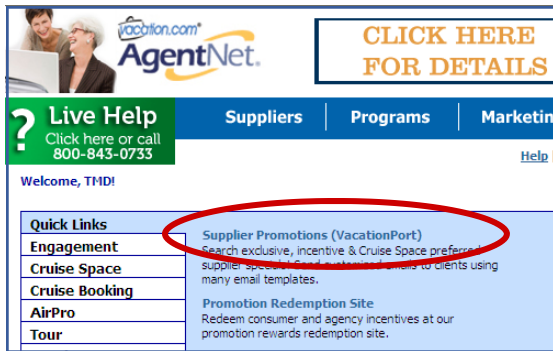 vacation.com
AgentNet.
CLICK HERE
FOR DETAILS
? Live Help
Click here or call
800-843-0733
Suppliers
Programs
Marketin
Help
Welcome, TMD!
Quick Links
Engagement
Cruise Space
Cruise Booking
AirPro
Tour
Supplier Promotions (VacationPort)
Search exclusive, incentive & Cruise Space preferred
supplier specials! Send customized emails to clients using
many email templates.
Promotion Redemption Site
Redeem consumer and agency incentives at our
promotion rewards redemption site.